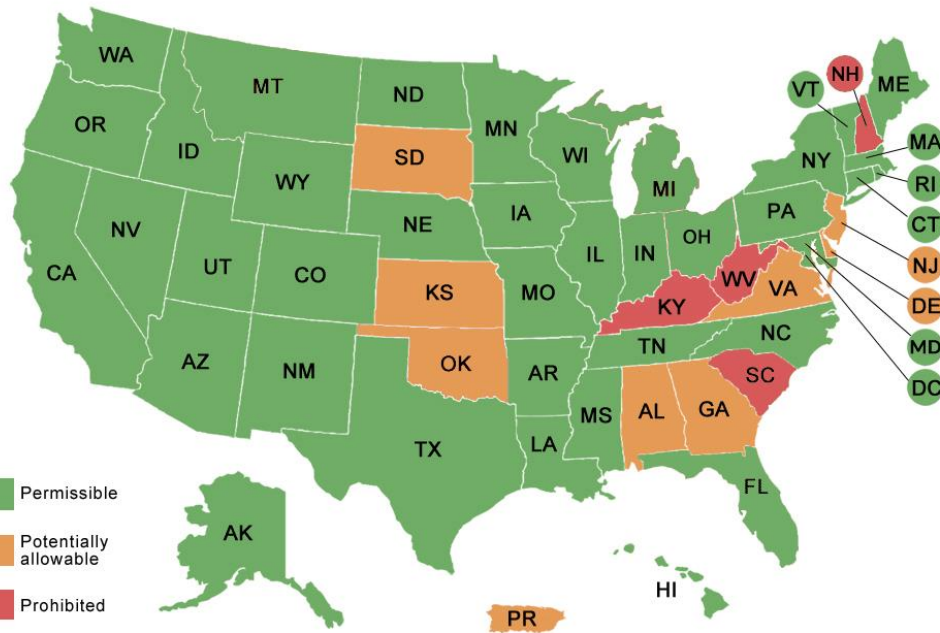 WA
MT
ND
MN
VT
NH
ME
OR
ID
SD
WI
NY
MA
WY
MI
RI
IA
PA
CT
NV
NE
OH
IL
IN
NJ
CA
UT
CO
WV
KS
MO
VA
DE
KY
NC
MD
TN
AZ
NM
OK
AR
SC
DC
MS
AL
GA
TX
LA
FL
Permissible
AK
Potentially
allowable
HI
Prohibited
PR